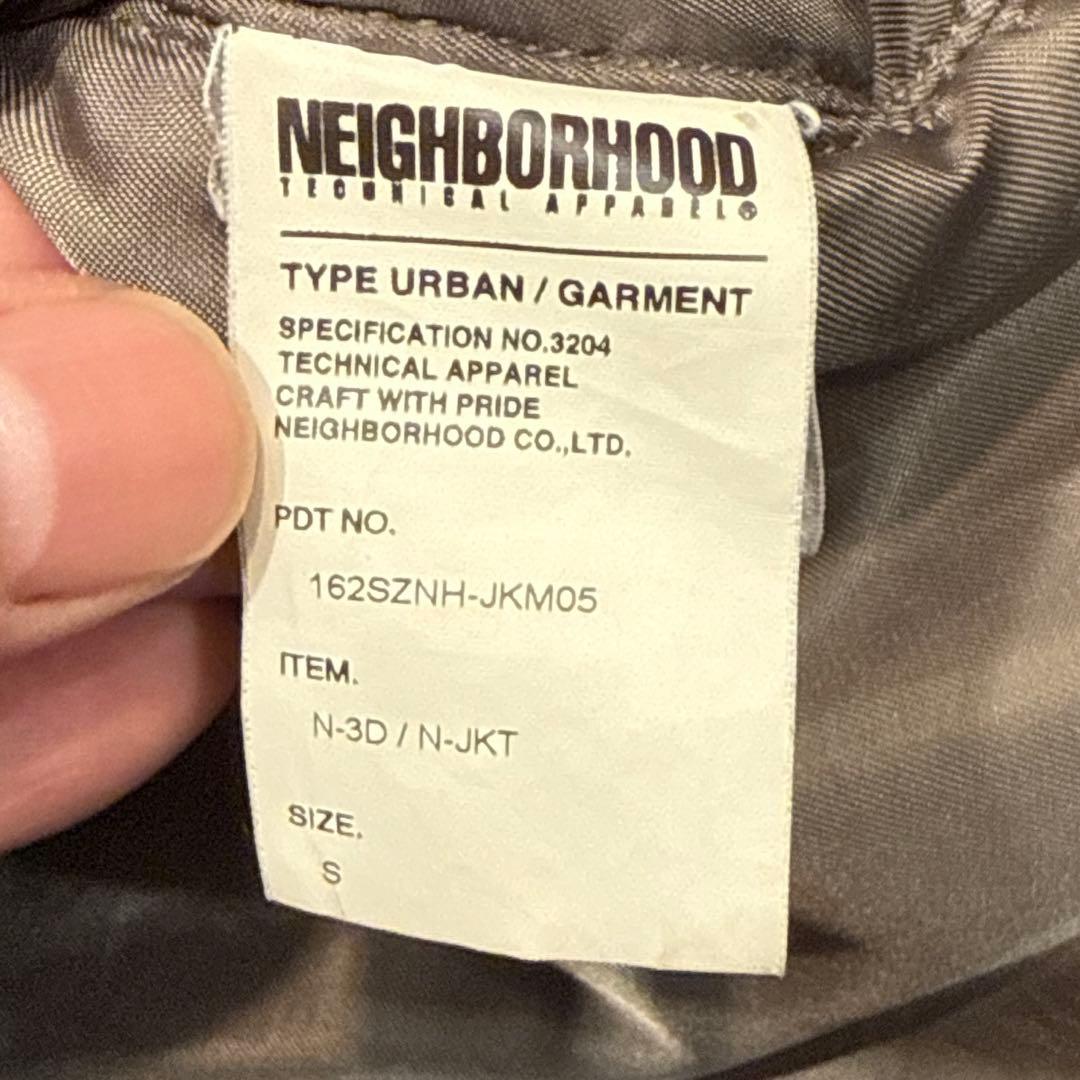 NEIGHBORHOOD
TECHNICAL APPAREL®
TYPE URBAN / GARMENT
SPECIFICATION NO.3204
TECHNICAL APPAREL
CRAFT WITH PRIDE
NEIGHBORHOOD CO.,LTD.
PDT NO.
162SZNH-JKM05
ITEM.
N-3D / N-JKT
SIZE.
S